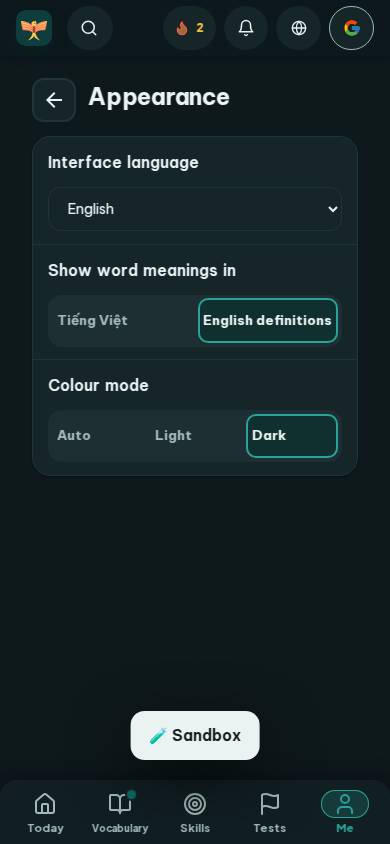 2
Appearance
Interface language
English
Show word meanings in
Tiếng Việt
English definitions
Colour mode
Auto
Light
Dark
🧪 Sandbox
Today
Vocabulary
Skills
Tests
Me